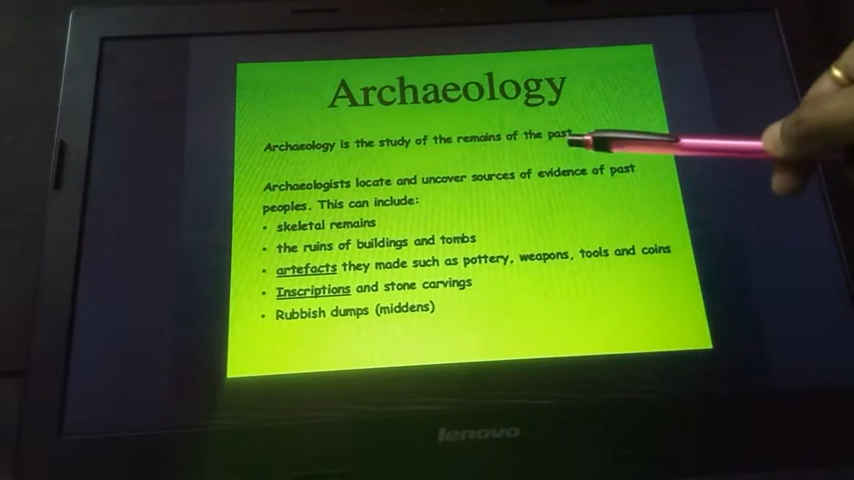 Archaeology
Archaeology is the study of the remains of the past
Archaeologists locate and uncover sources of evidence of past
peoples. This can include:
• skeletal remains
• the ruins of buildings and tombs
• artefacts they made such as pottery, weapons, tools and coins
• Inscriptions and stone carvings
• Rubbish dumps (middens)
lenovo